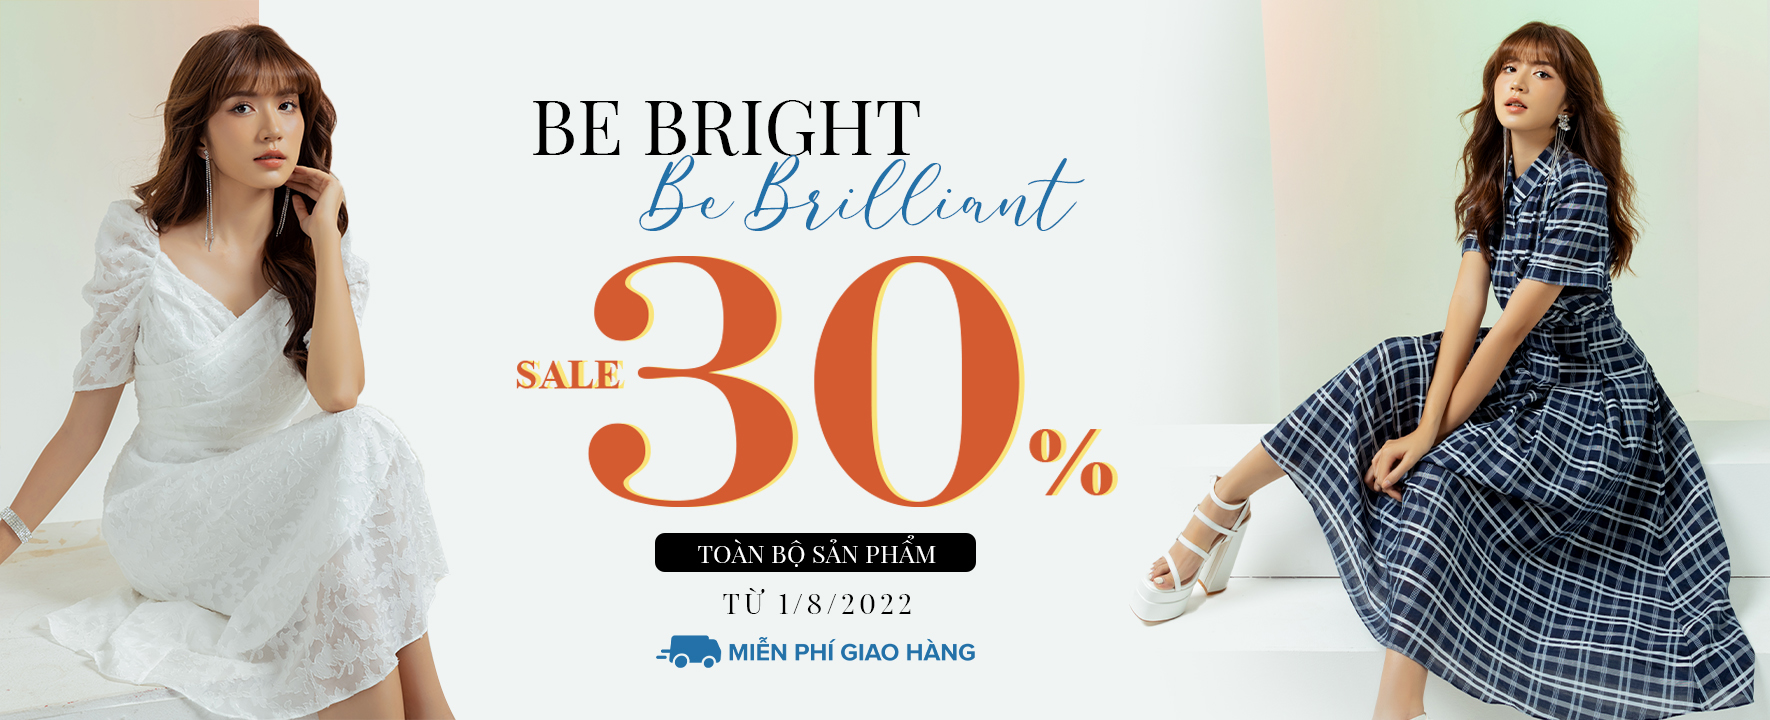 BE BRIGHT
Be Brilliant
SALE 30%
TOÀN BỘ SẢN PHẨM
TỪ 1/8/2022
MIỄN PHÍ GIAO HÀNG